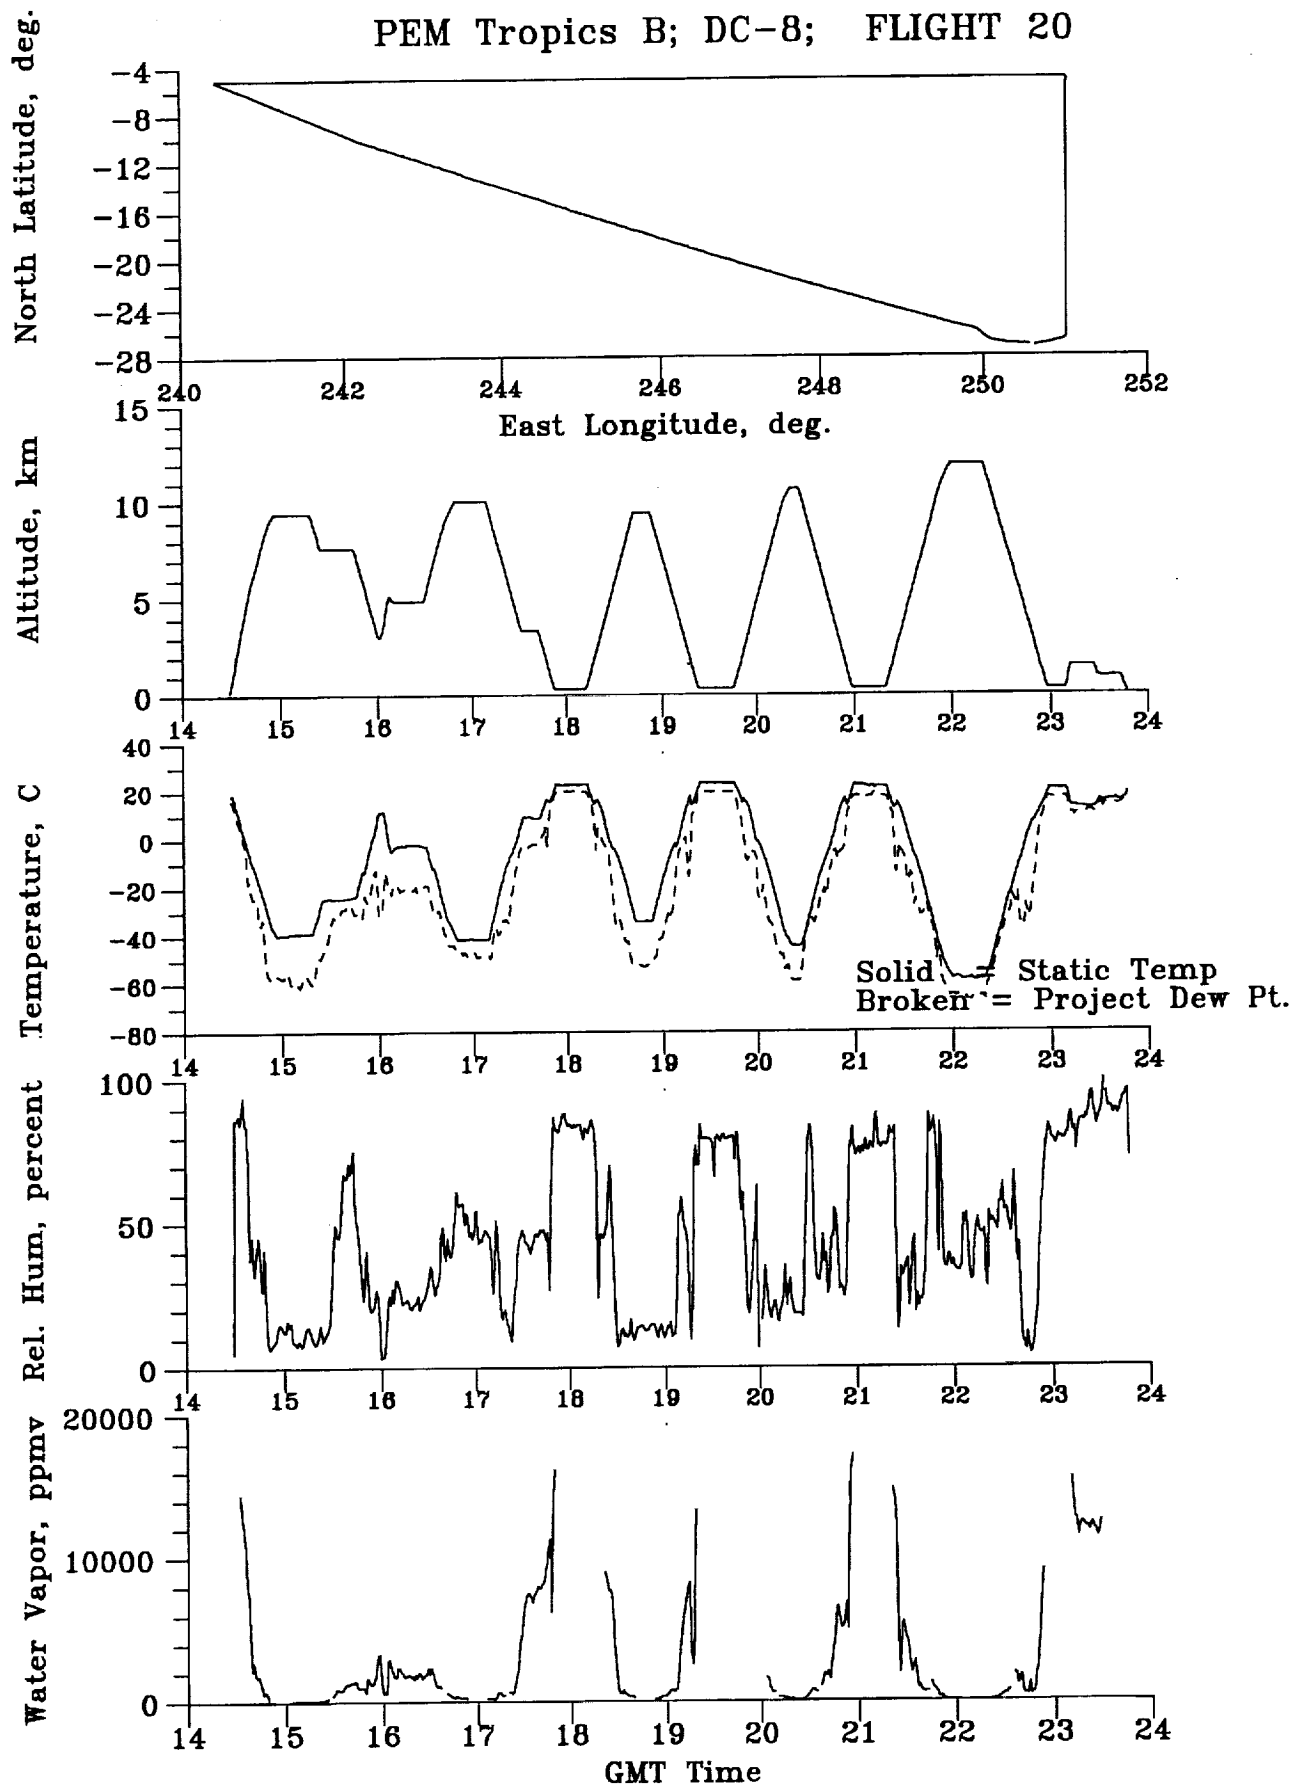 PEM Tropics B; DC-8; FLIGHT 20
North Latitude, deg.
-4
-8
-12
-16
-20
-24
-28
240 242 244 246 248 250 252
East Longitude, deg.
Altitude, km
15
10
5
0
14 15 16 17 18 19 20 21 22 23 24
Temperature, C
40
20
0
-20
-40
-60
-80
Solid = Static Temp
Broken = Project Dew Pt.
14 15 16 17 18 19 20 21 22 23 24
Rel. Hum, percent
100
50
0
14 15 16 17 18 19 20 21 22 23 24
Water Vapor, ppmv
20000
10000
0
14 15 16 17 18 19 20 21 22 23 24
GMT Time